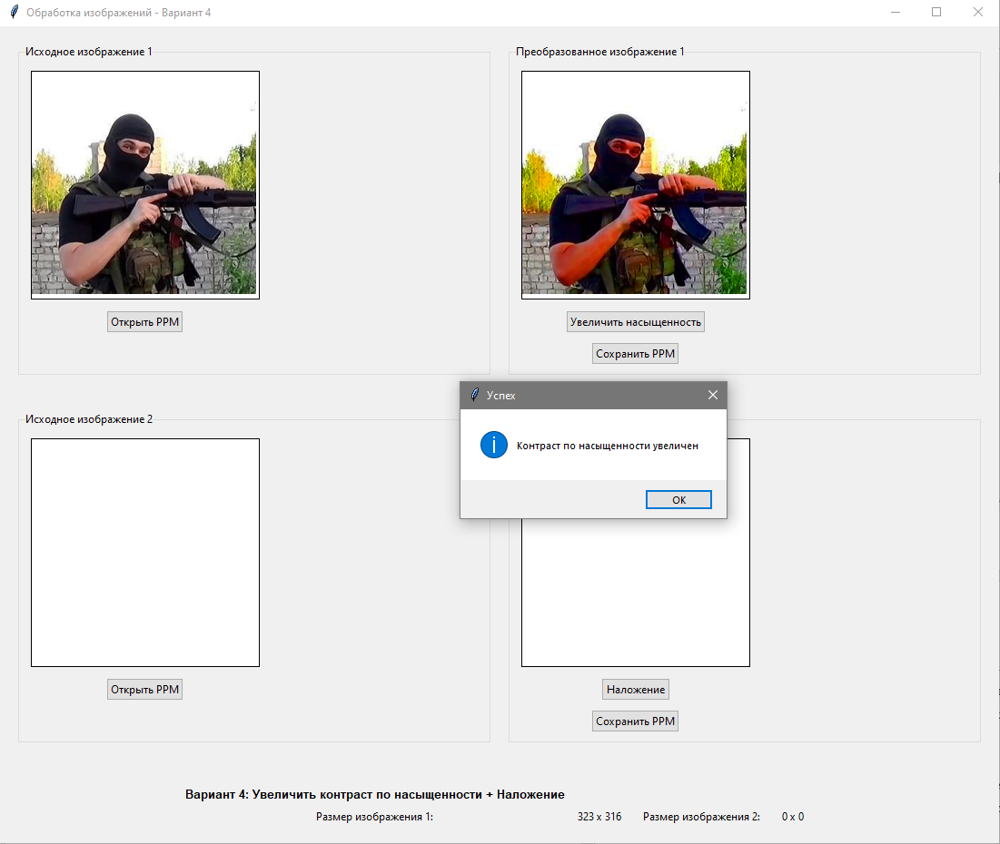 Обработка изображений - Вариант 4
Исходное изображение 1
Преобразованное изображение 1
Открыть PPM
Увеличить насыщенность
Сохранить PPM
Исходное изображение 2
Успех
Контраст по насыщенности увеличен
OK
Открыть PPM
Наложение
Сохранить PPM
Вариант 4: Увеличить контраст по насыщенности + Наложение
Размер изображения 1: 323 x 316 Размер изображения 2: 0 x 0